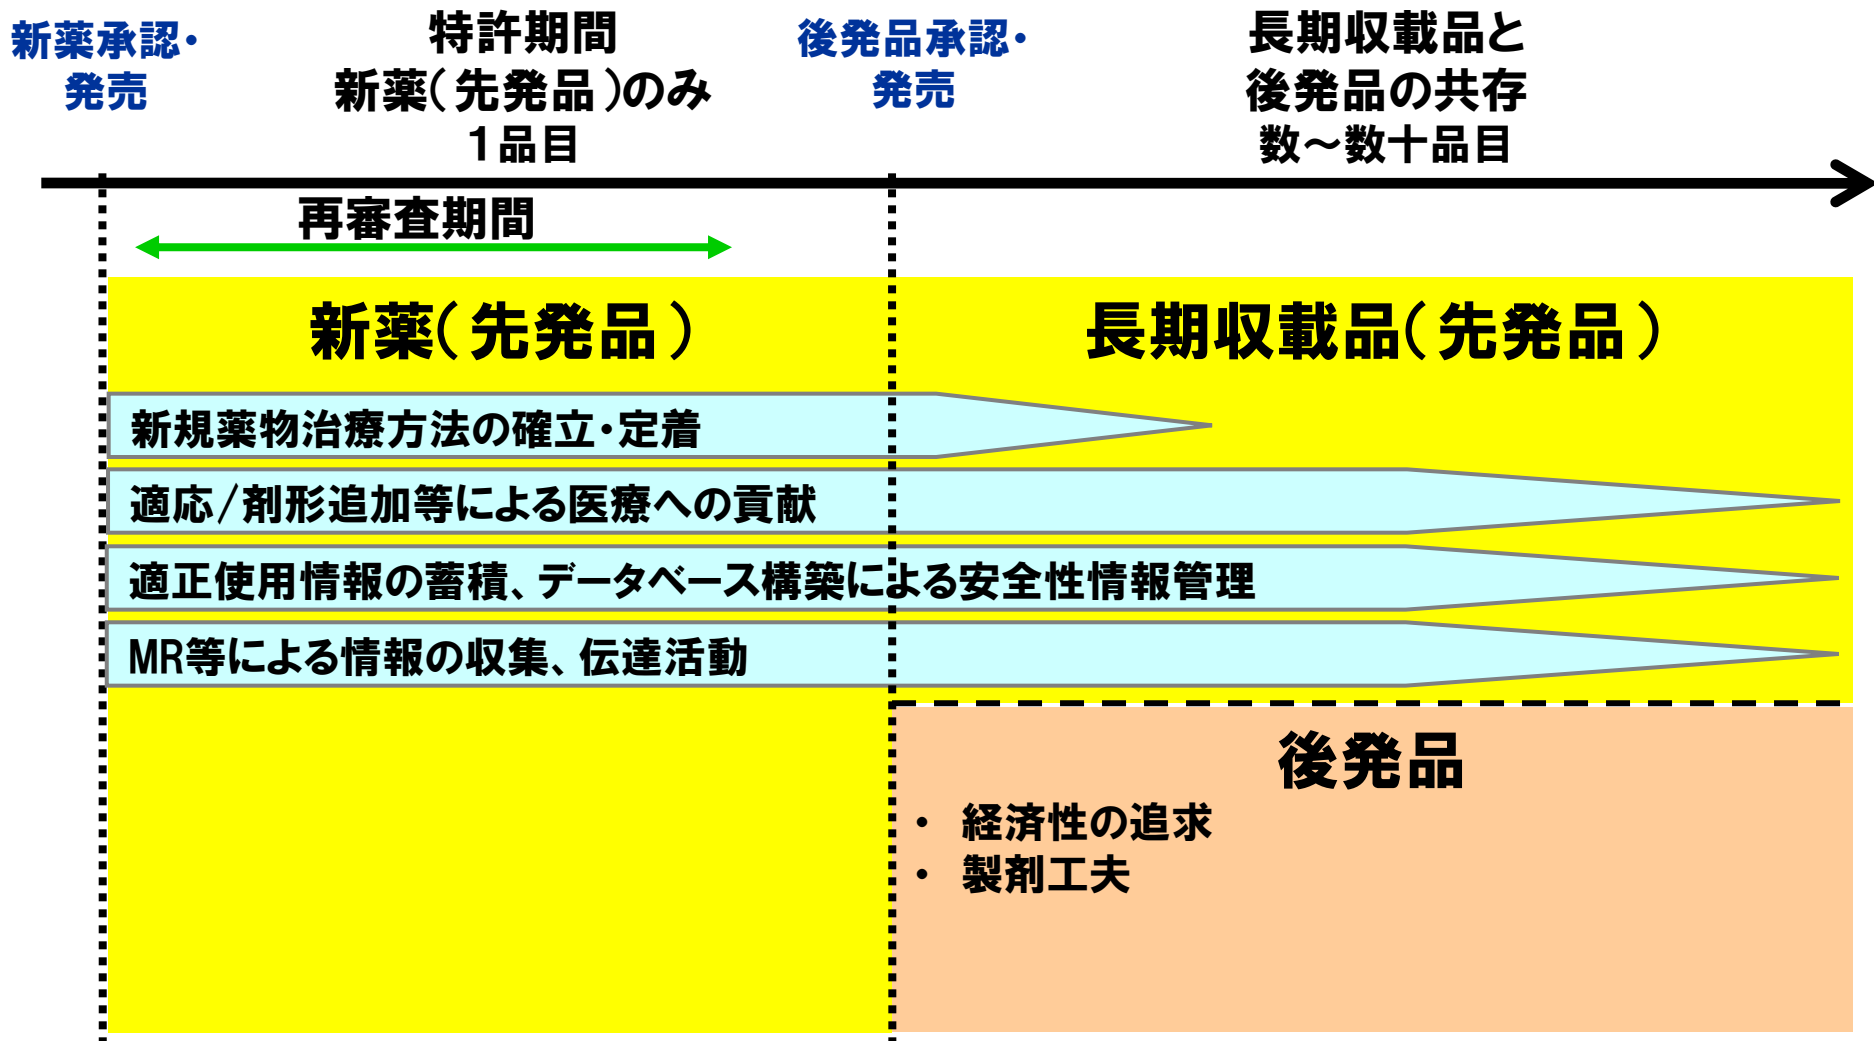 新薬承認・
発売
特許期間
新薬(先発品)のみ
1品目
後発品承認・
発売
長期収載品と
後発品の共存
数～数十品目
再審査期間
新薬(先発品)
長期収載品(先発品)
新規薬物治療方法の確立・定着
適応/剤形追加等による医療への貢献
適正使用情報の蓄積、データベース構築による安全性情報管理
MR等による情報の収集、伝達活動
後発品
・ 経済性の追求
・ 製剤工夫